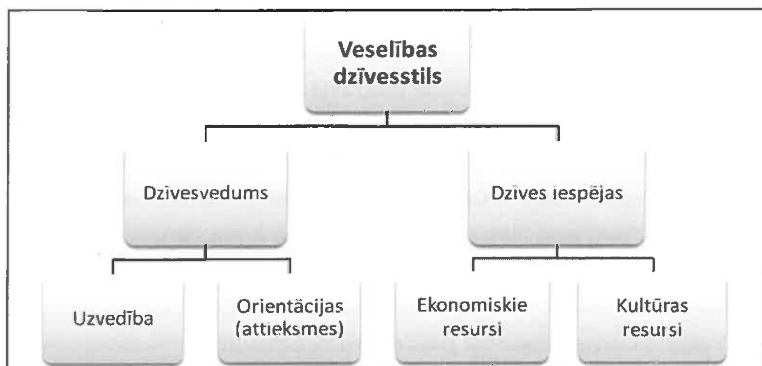 Veselības
dzīvesstils
Dzīvesvedums
Dzīves iespējas
Uzvedība
Orientācijas
(attieksmes)
Ekonomiskie
resursi
Kultūras
resursi